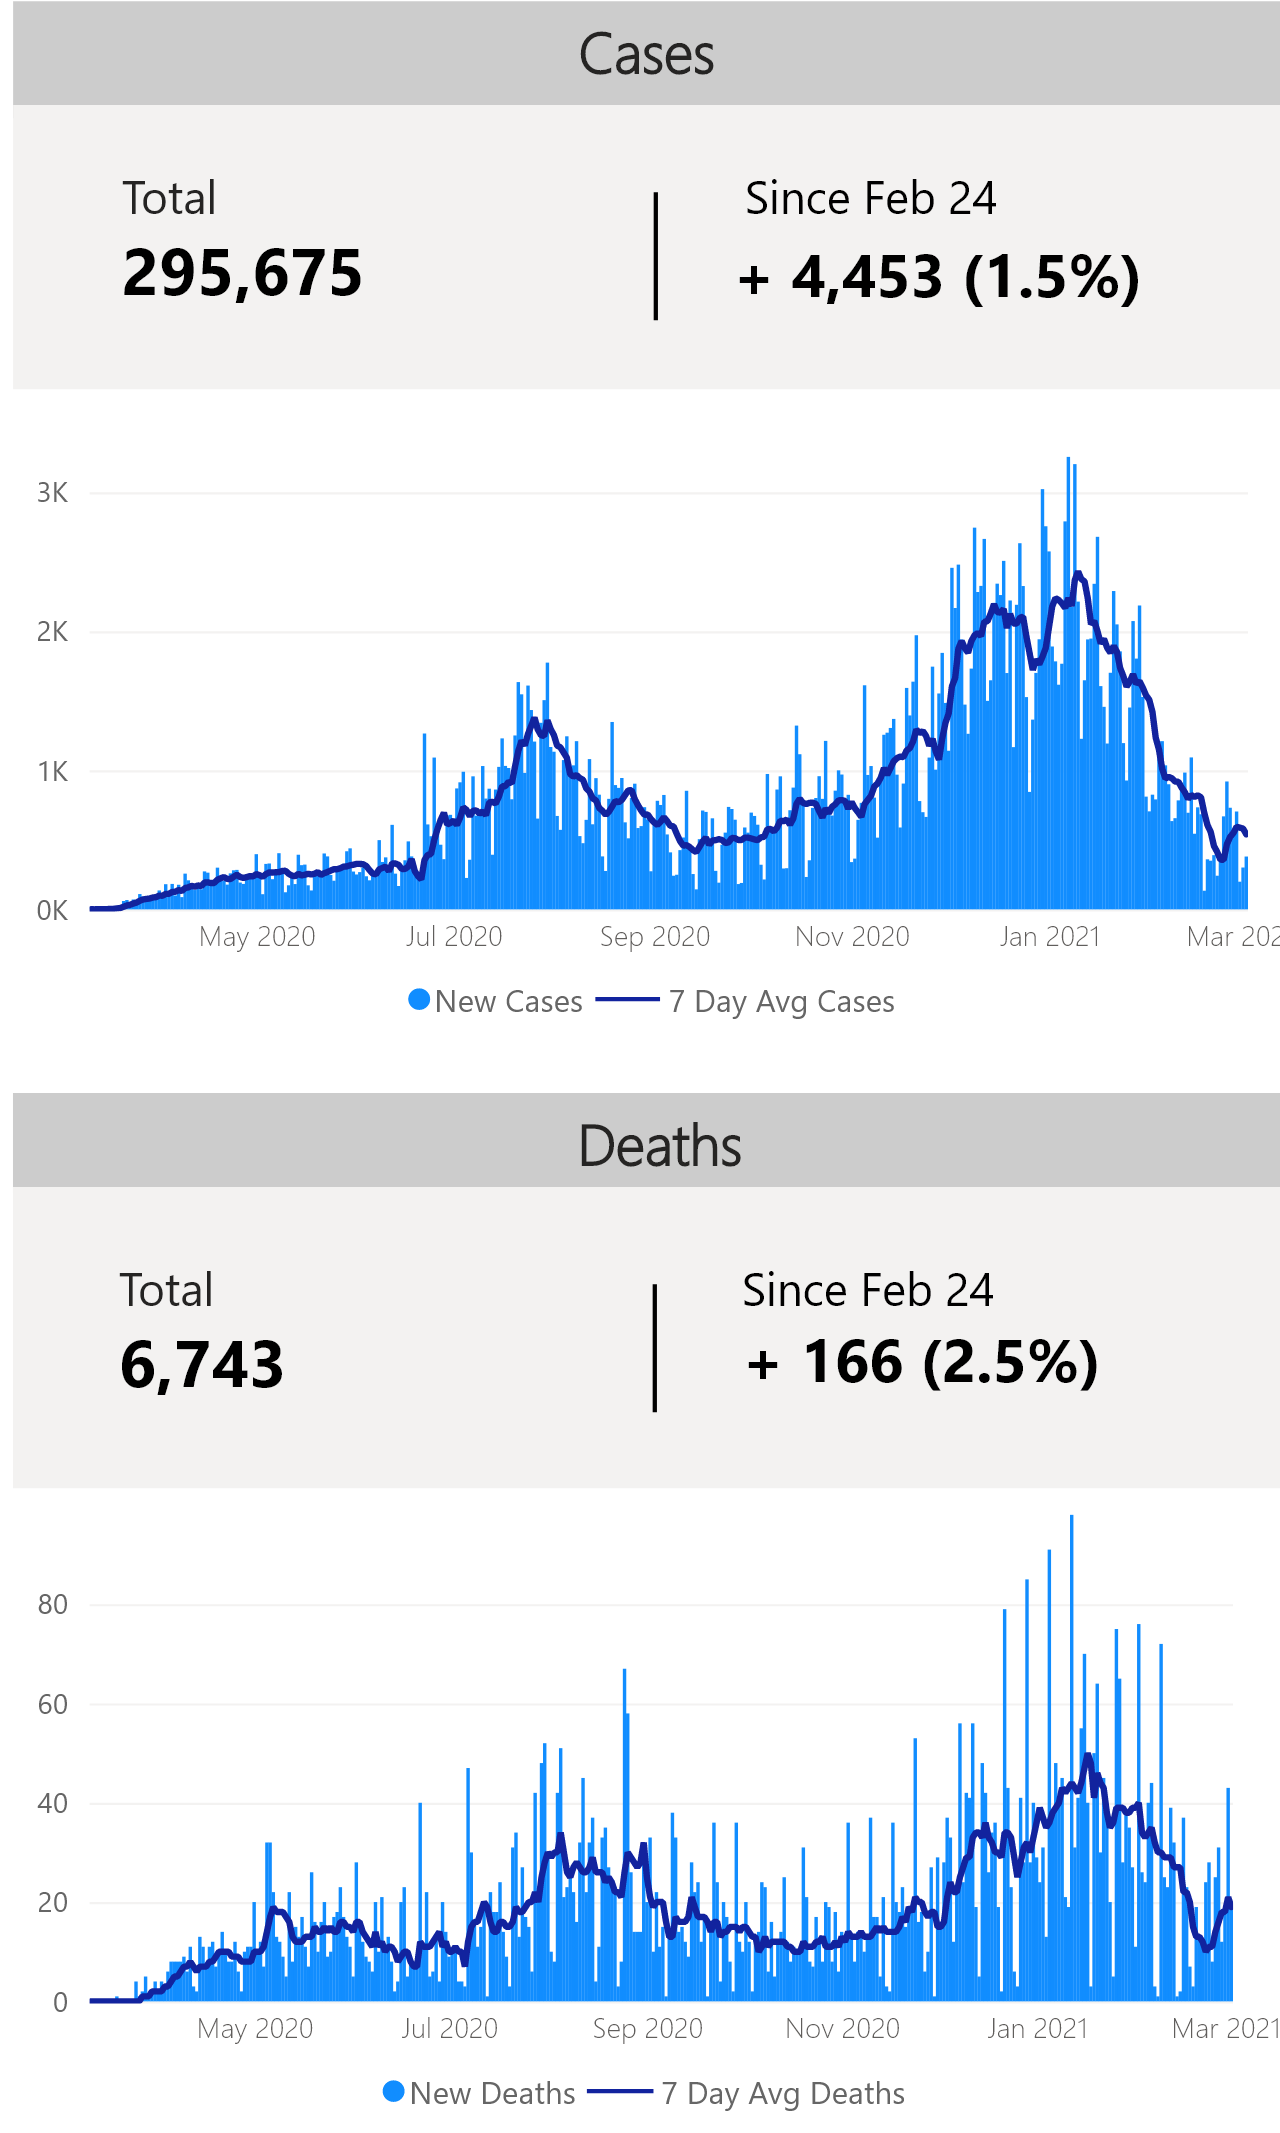 Cases
Total
Since Feb 24
295,675
+ 4,453 (1.5%)
3K
2K
1K
0K
May 2020 Jul 2020 Sep 2020 Nov 2020 Jan 2021 Mar 202
New Cases 7 Day Avg Cases
Deaths
Total
Since Feb 24
6,743
+ 166 (2.5%)
80
60
40
20
0
May 2020 Jul 2020 Sep 2020 Nov 2020 Jan 2021 Mar 2021
New Deaths 7 Day Avg Deaths